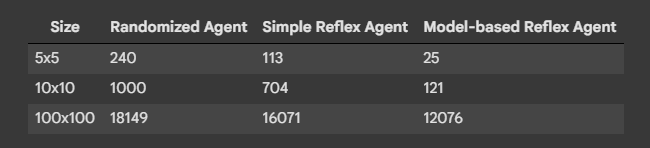 Size Randomized Agent Simple Reflex Agent Model-based Reflex Agent
5x5 240 113 25
10x10 1000 704 121
100x100 18149 16071 12076